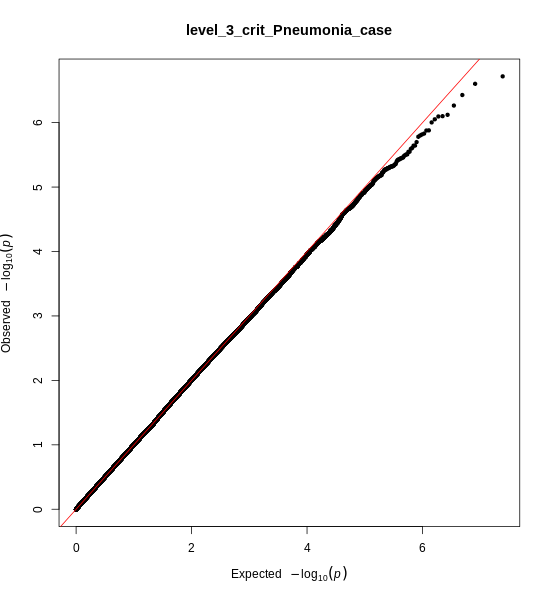 level_3_crit_Pneumonia_case
Observed −log10(p)
6
5
4
3
2
1
0
0 2 4 6
Expected −log10(p)